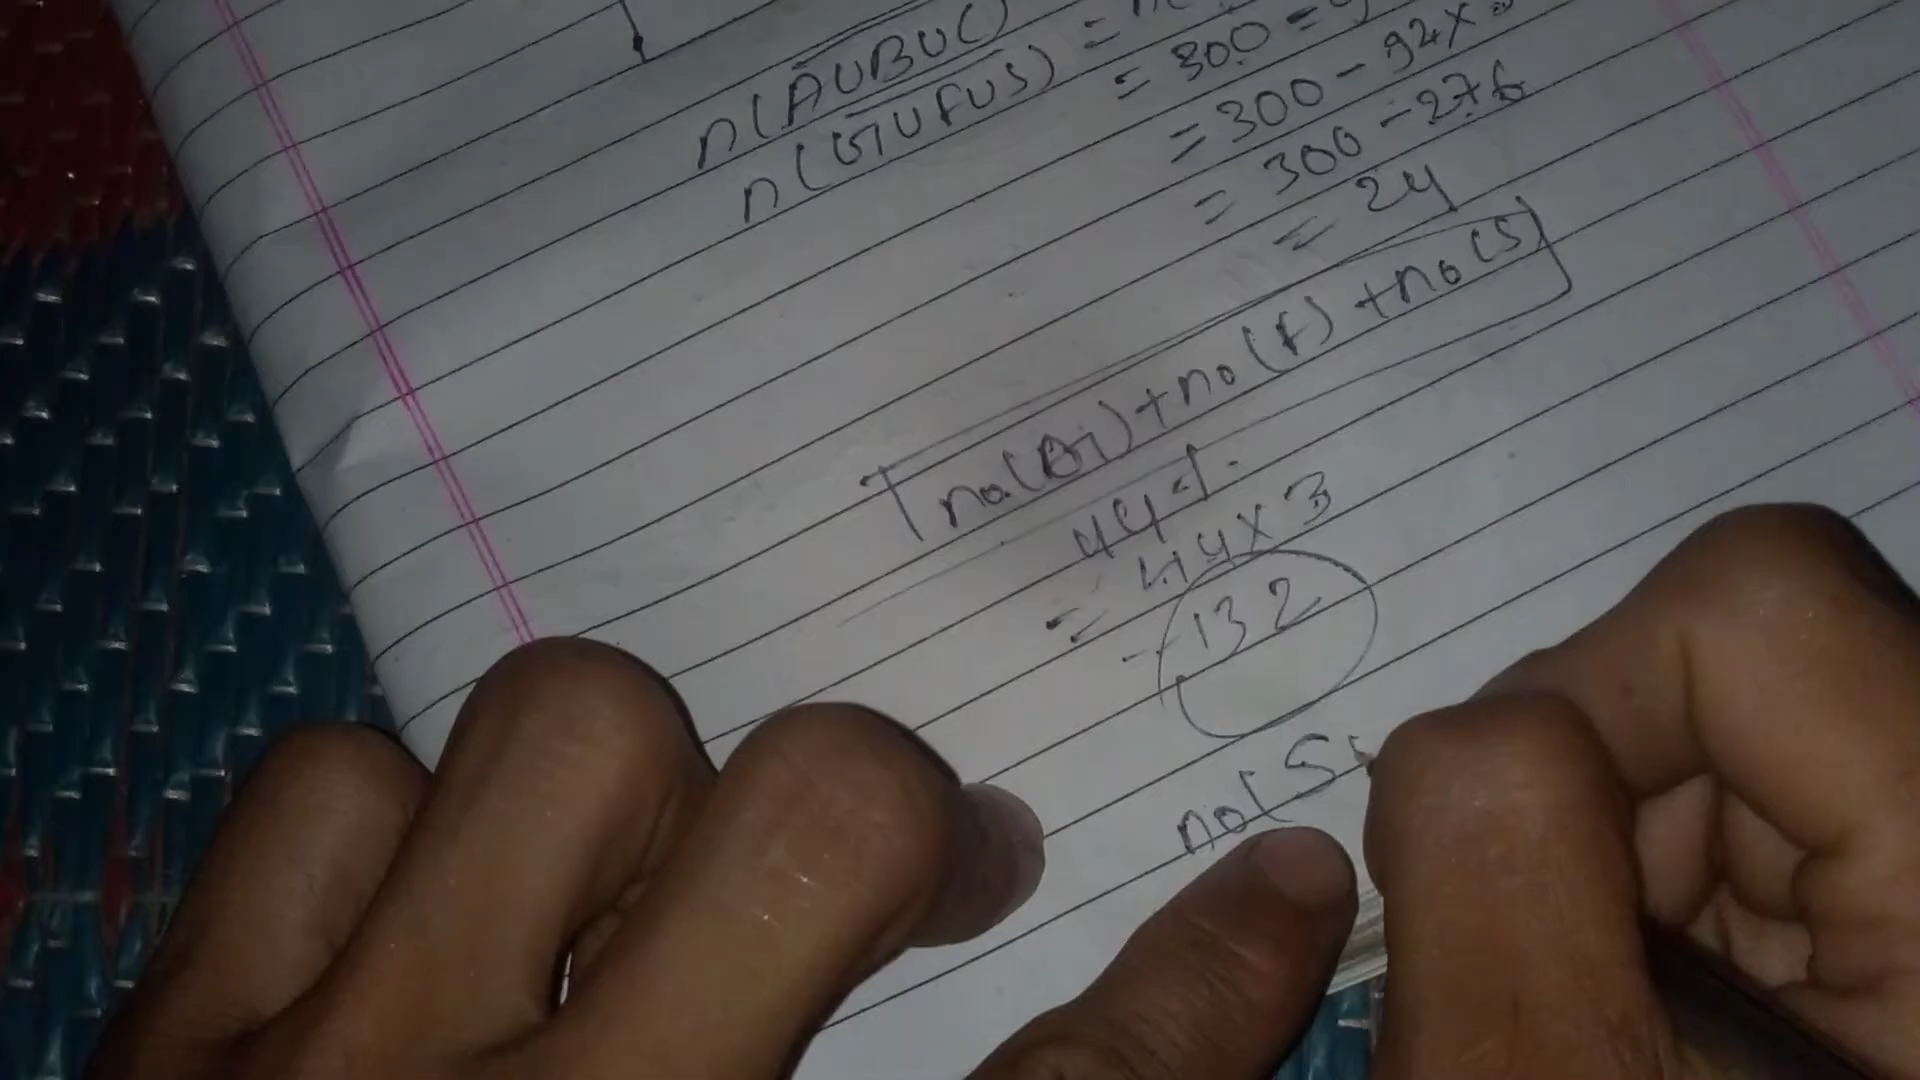 n(AUBUC)
n(GUFUS) =
= 300 =
= 300 - 92x
= 300 - 276
= 24
no(G) + no(F) + no(S)
44%.
= 44x3
132
no(S